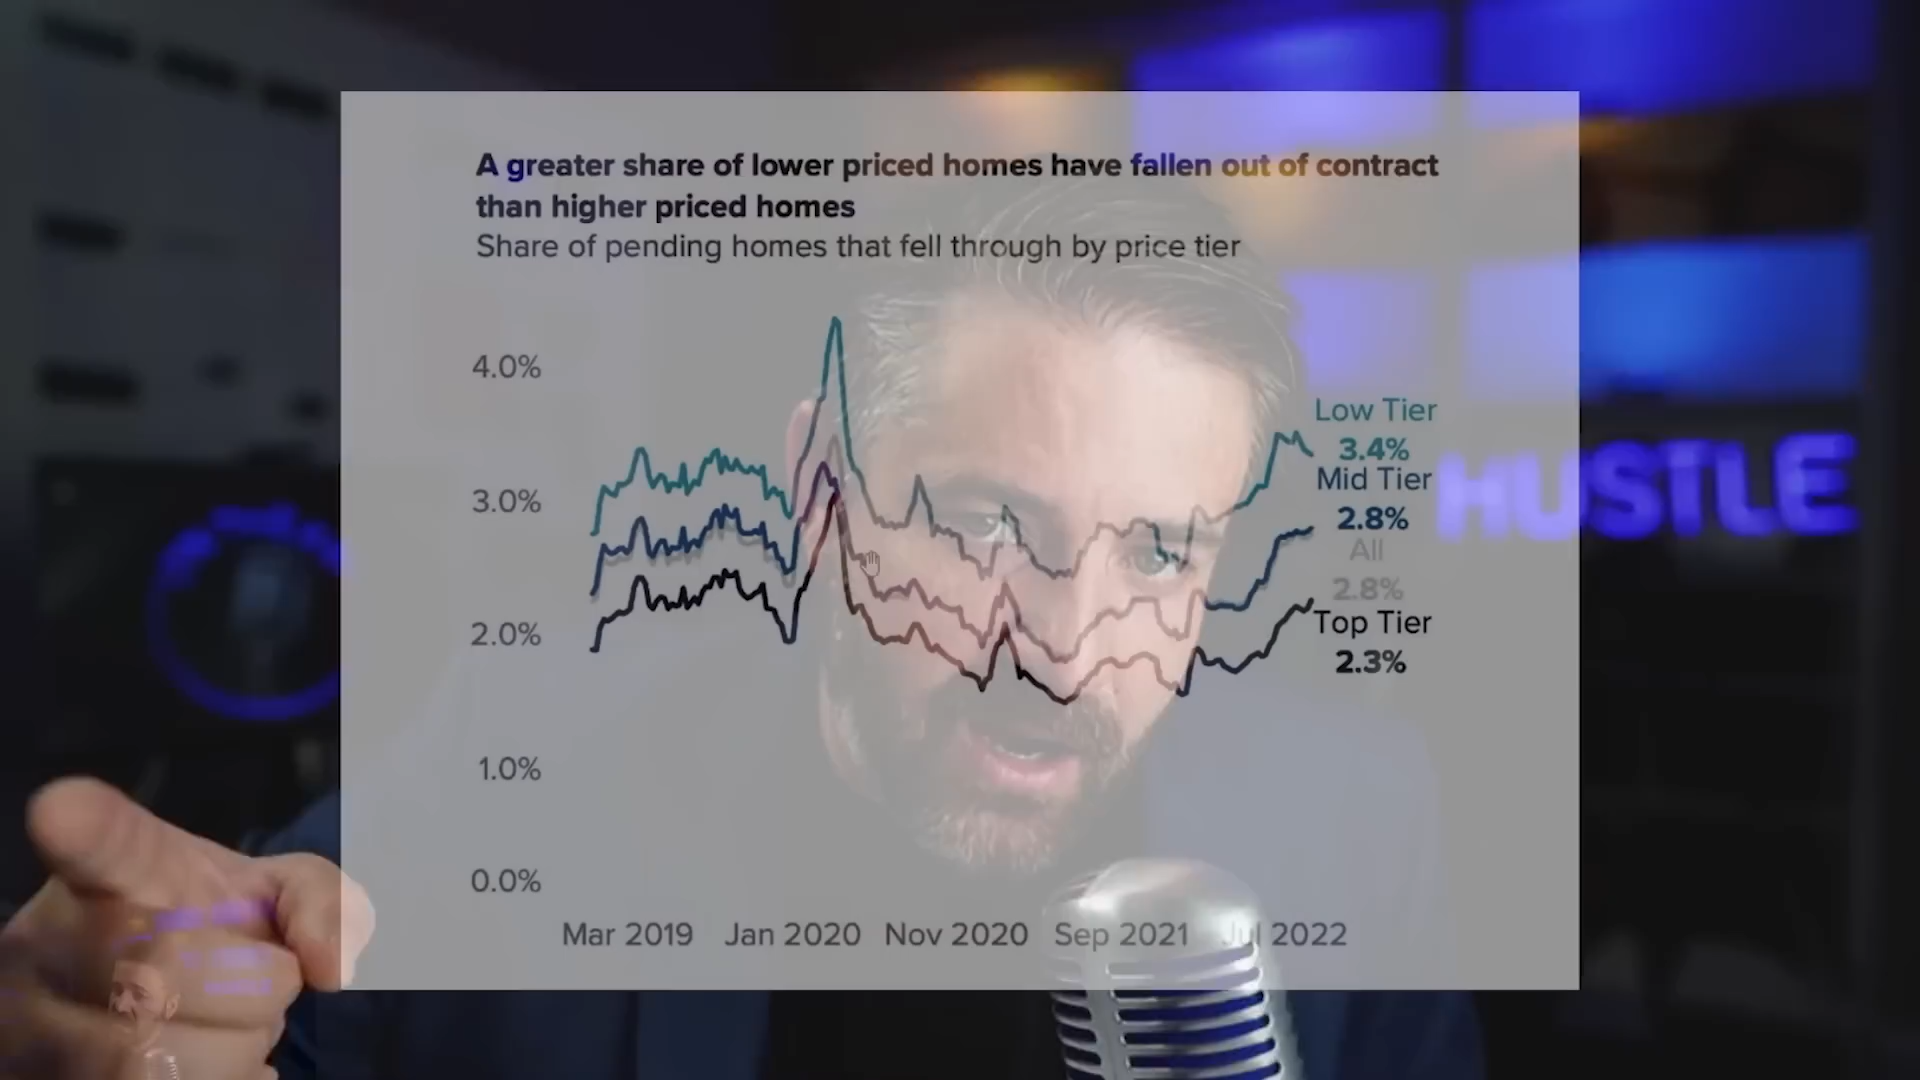 A greater share of lower priced homes have fallen out of contract
than higher priced homes
Share of pending homes that fell through by price tier
4.0%
3.0%
2.0%
1.0%
0.0%
Low Tier
3.4%
Mid Tier
2.8%
All
2.8%
Top Tier
2.3%
Mar 2019 Jan 2020 Nov 2020 Sep 2021 Jul 2022
HUSTLE